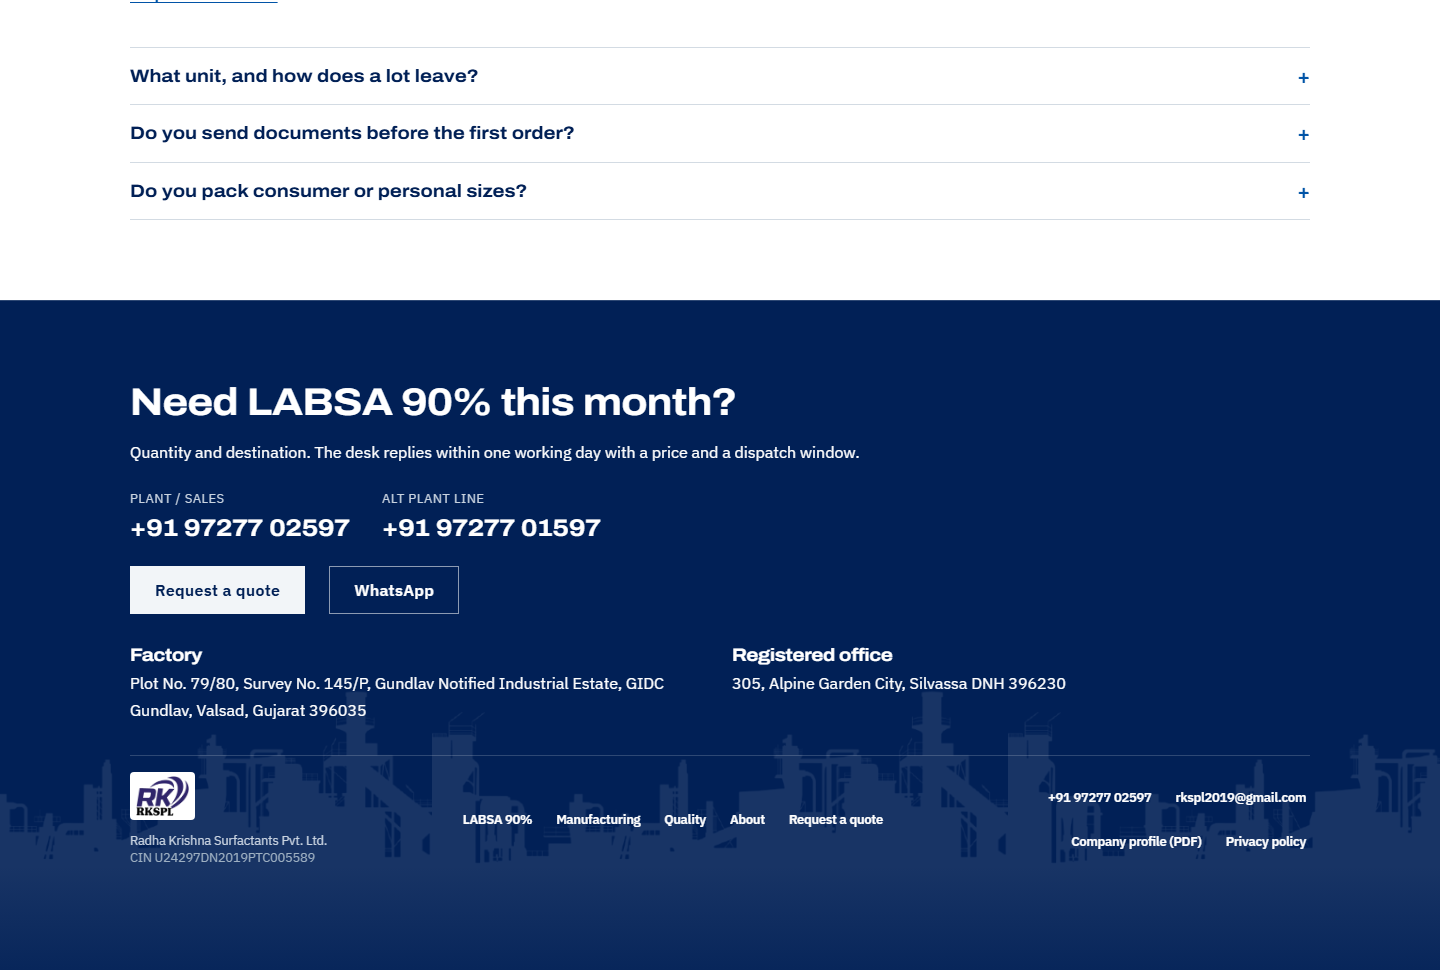 What unit, and how does a lot leave?
+
Do you send documents before the first order?
+
Do you pack consumer or personal sizes?
+
Need LABSA 90% this month?
Quantity and destination. The desk replies within one working day with a price and a dispatch window.
PLANT / SALES
+91 97277 02597
ALT PLANT LINE
+91 97277 01597
Request a quote
WhatsApp
Factory
Plot No. 79/80, Survey No. 145/P, Gundlav Notified Industrial Estate, GIDC
Gundlav, Valsad, Gujarat 396035
Registered office
305, Alpine Garden City, Silvassa DNH 396230
RK
RKSPL
Radha Krishna Surfactants Pvt. Ltd.
CIN U24297DN2019PTC005589
LABSA 90%
Manufacturing
Quality
About
Request a quote
+91 97277 02597
rkspl2019@gmail.com
Company profile (PDF)
Privacy policy